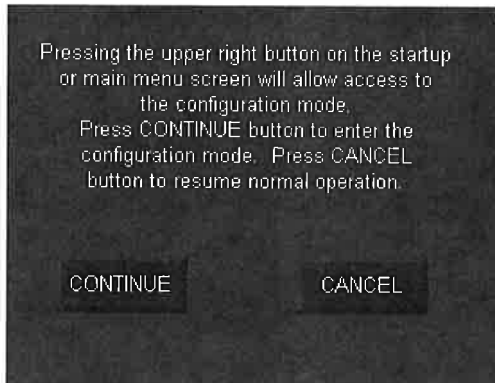 Pressing the upper right button on the startup
or main menu screen will allow access to
the configuration mode.
Press CONTINUE button to enter the
configuration mode. Press CANCEL
button to resume normal operation.
CONTINUE CANCEL